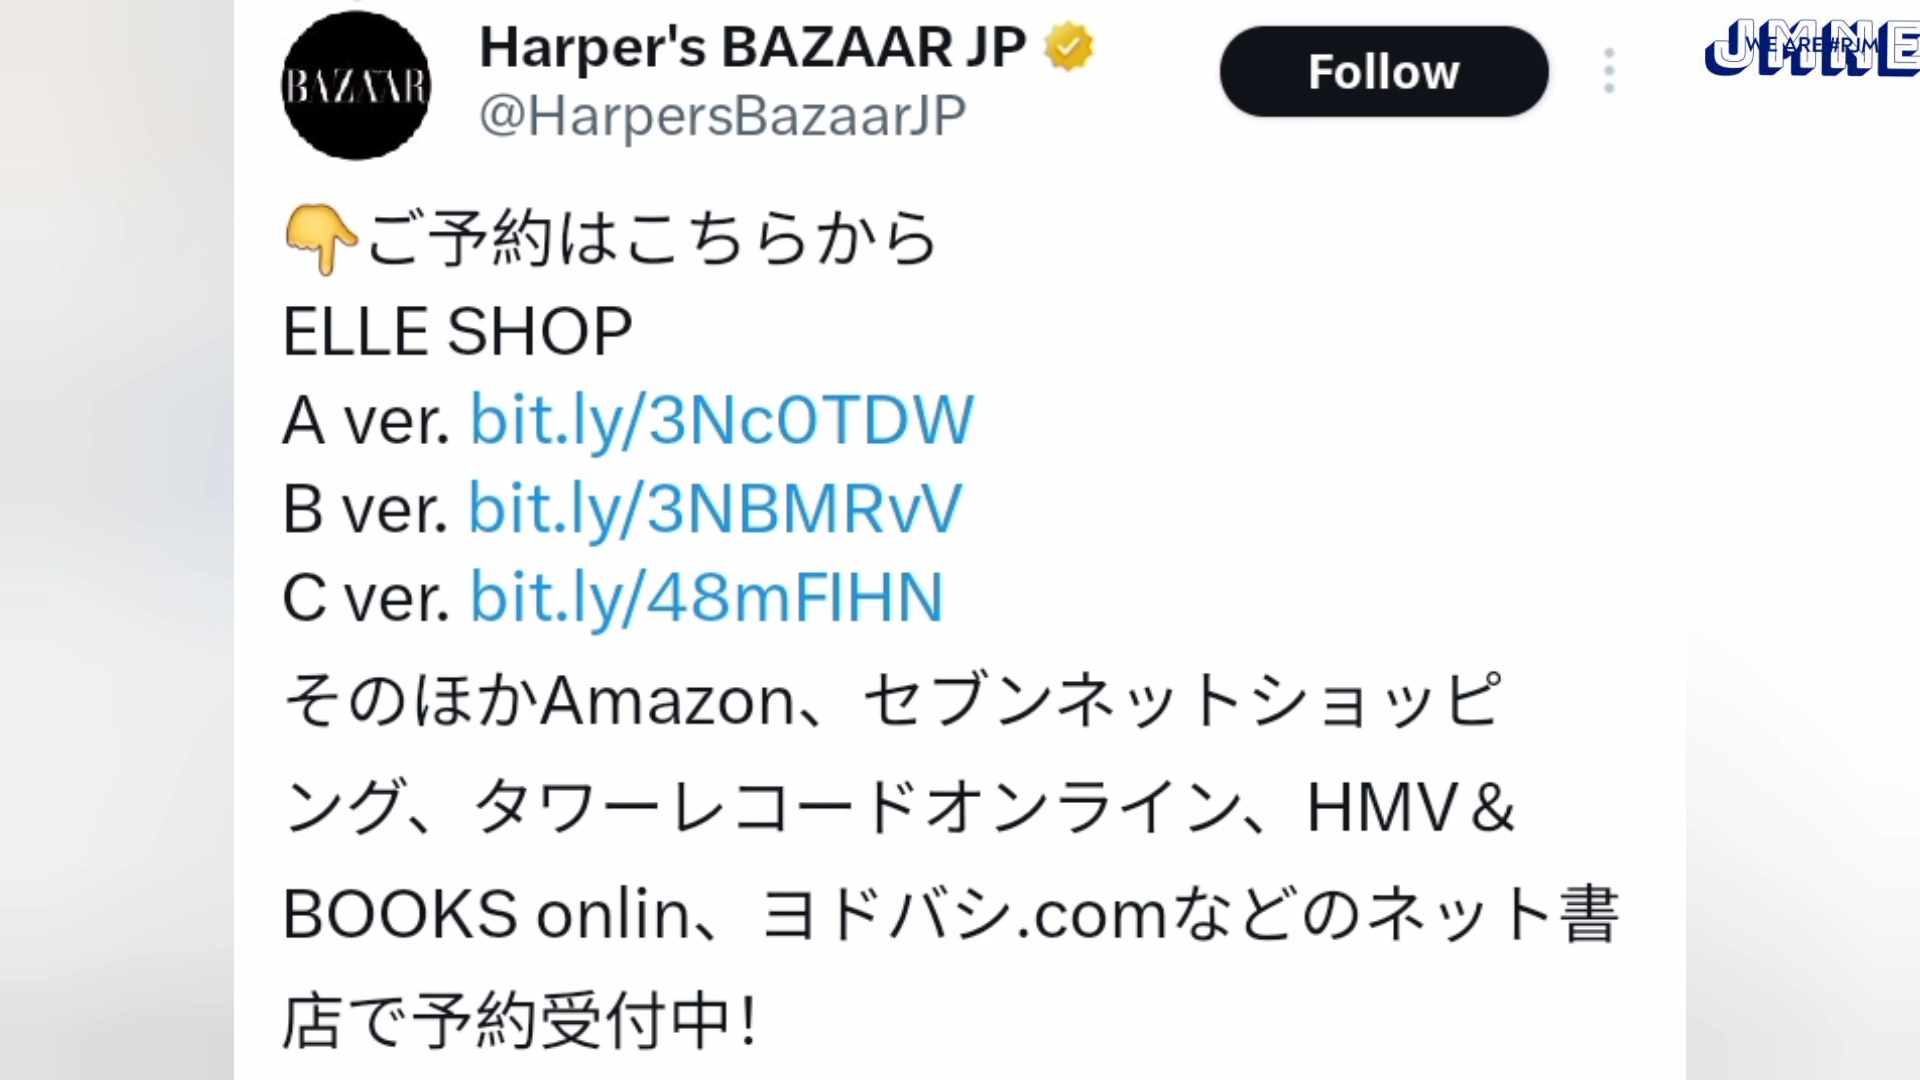 Harper's BAZAAR JP
@HarpersBazaarJP
BAZAAR
Follow
WE ARE #PJM
JMNE
👇ご予約はこちらから
ELLE SHOP
A ver. bit.ly/3Nc0TDW
B ver. bit.ly/3NBMRvV
C ver. bit.ly/48mFIHN
そのほかAmazon、セブンネットショッピ
ング、タワーレコードオンライン、HMV＆
BOOKS onlin、ヨドバシ.comなどのネット書
店で予約受付中！